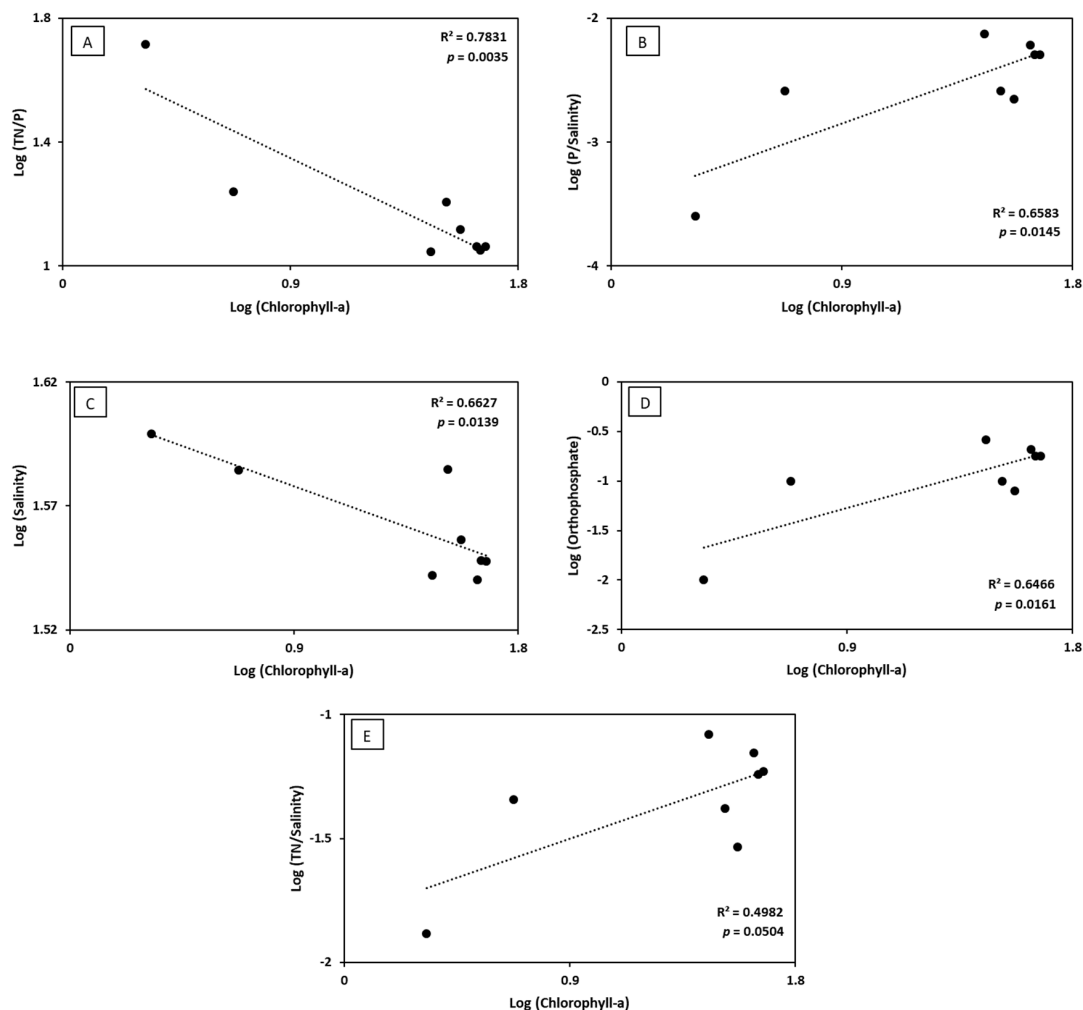 A
R² = 0.7831
p = 0.0035
1.8
1.4
1
Log (TN/P)
0
0.9
1.8
Log (Chlorophyll-a)
B
-2
-3
-4
Log (P/Salinity)
R² = 0.6583
p = 0.0145
0
0.9
1.8
Log (Chlorophyll-a)
C
R² = 0.6627
p = 0.0139
1.62
1.57
1.52
Log (Salinity)
0
0.9
1.8
Log (Chlorophyll-a)
D
0
-0.5
-1
-1.5
-2
-2.5
Log (Orthophosphate)
R² = 0.6466
p = 0.0161
0
0.9
1.8
Log (Chlorophyll-a)
E
-1
-1.5
-2
Log (TN/Salinity)
R² = 0.4982
p = 0.0504
0
0.9
1.8
Log (Chlorophyll-a)